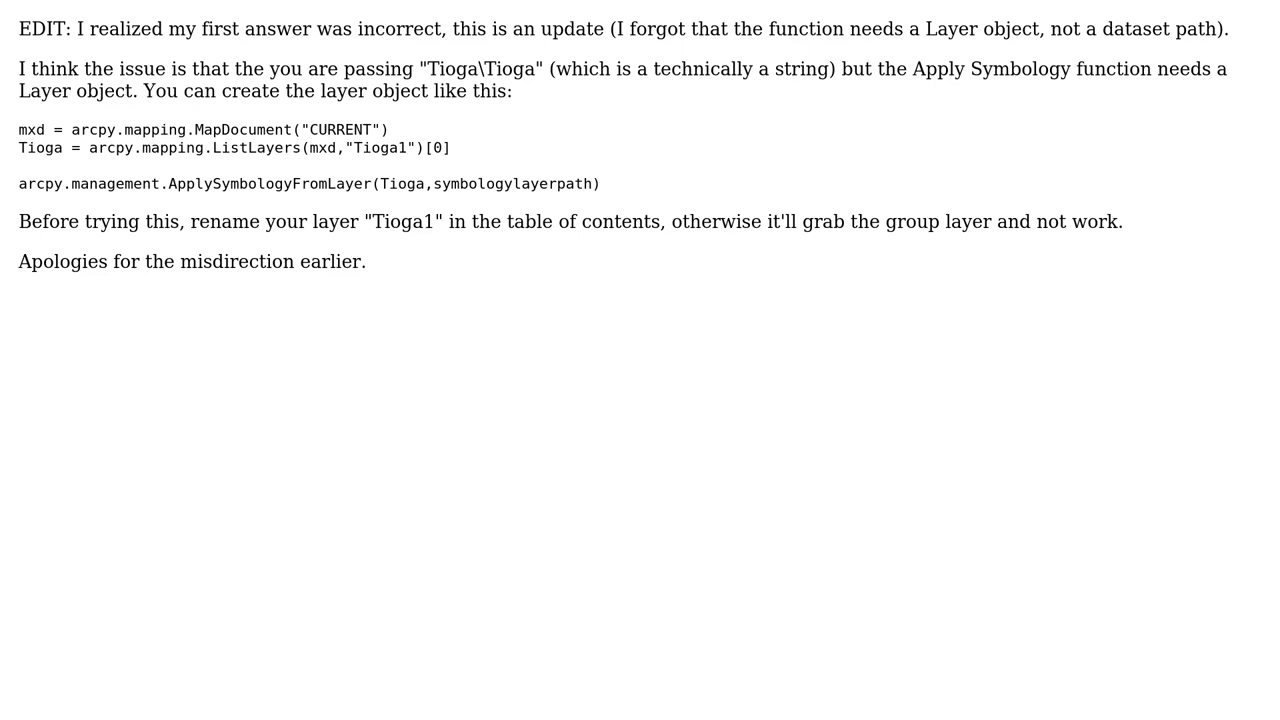 EDIT: I realized my first answer was incorrect, this is an update (I forgot that the function needs a Layer object, not a dataset path).
I think the issue is that the you are passing "Tioga\Tioga" (which is a technically a string) but the Apply Symbology function needs a
Layer object. You can create the layer object like this:
mxd = arcpy.mapping.MapDocument("CURRENT")
Tioga = arcpy.mapping.ListLayers(mxd,"Tioga1")[0]
arcpy.management.ApplySymbologyFromLayer(Tioga,symbologylayerpath)
Before trying this, rename your layer "Tioga1" in the table of contents, otherwise it'll grab the group layer and not work.
Apologies for the misdirection earlier.